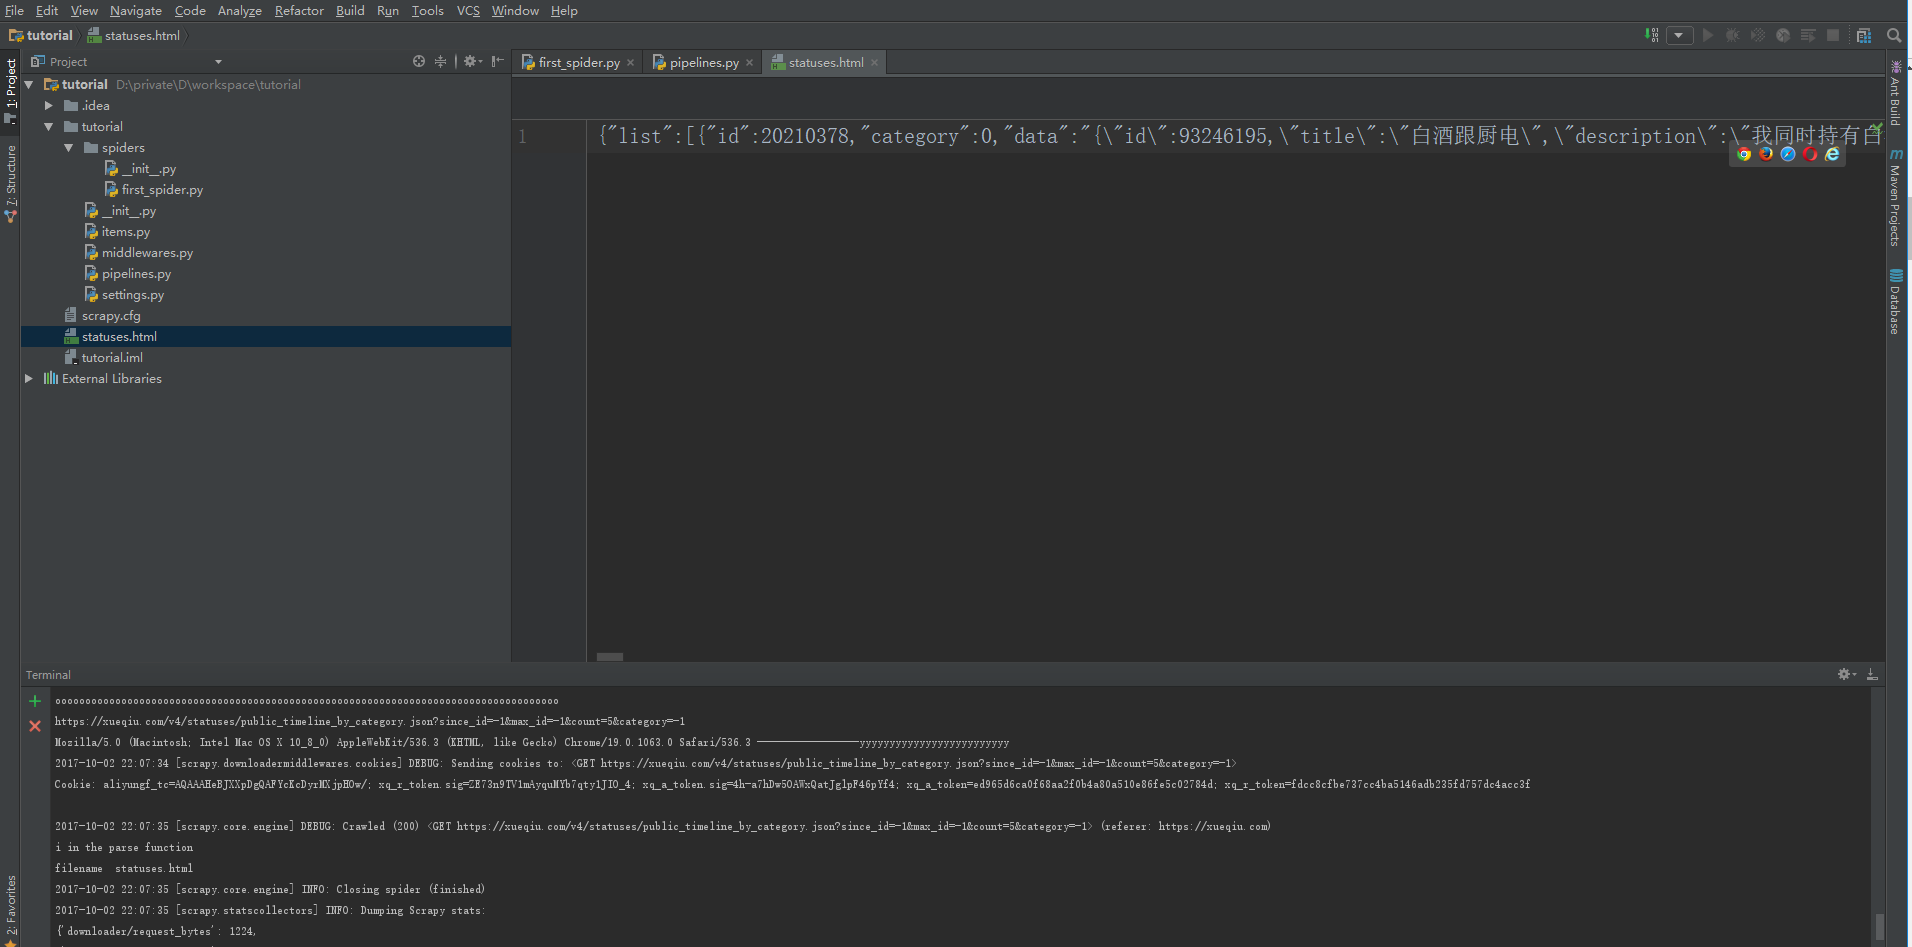 File Edit View Navigate Code Analyze Refactor Build Run Tools VCS Window Help
tutorial statuses.html
1: Project
7: Structure
2: Favorites
Project
tutorial D:\private\D\workspace\tutorial
.idea
tutorial
spiders
__init__.py
first_spider.py
__init__.py
items.py
middlewares.py
pipelines.py
settings.py
scrapy.cfg
statuses.html
tutorial.iml
External Libraries
first_spider.py pipelines.py statuses.html
1 {"list":[{"id":20210378,"category":0,"data":"{\"id\":93246195,\"title\":\"白酒跟厨电\",\"description\":\"我同时持有白
Ant Build
Maven Projects
Database
Terminal
https://xueqiu.com/v4/statuses/public_timeline_by_category.json?since_id=-1&max_id=-1&count=5&category=-1
Mozilla/5.0 (Macintosh; Intel Mac OS X 10_8_0) AppleWebKit/536.3 (KHTML, like Gecko) Chrome/19.0.1063.0 Safari/536.3 -----------------yyyyyyyyyyyyyyyyyyyyyyyyy
2017-10-02 22:07:34 [scrapy.downloadermiddlewares.cookies] DEBUG: Sending cookies to: <GET https://xueqiu.com/v4/statuses/public_timeline_by_category.json?since_id=-1&max_id=-1&count=5&category=-1>
Cookie: aliyungf_tc=AQAAAHeBJXXpDgQAFYcKcDyrMXjpHOw/; xq_r_token.sig=ZE73n9TV1mAyquMYb7qty1JIO_4; xq_a_token.sig=4h-a7hDw5OAWxQatJglpF46pYf4; xq_a_token=ed965d6ca0f68aa2f0b4a80a510e86fe5c02784d; xq_r_token=fdcc8cfbe737cc4ba5146adb235fd757dc4acc3f
2017-10-02 22:07:35 [scrapy.core.engine] DEBUG: Crawled (200) <GET https://xueqiu.com/v4/statuses/public_timeline_by_category.json?since_id=-1&max_id=-1&count=5&category=-1> (referer: https://xueqiu.com)
i in the parse function
filename  statuses.html
2017-10-02 22:07:35 [scrapy.core.engine] INFO: Closing spider (finished)
2017-10-02 22:07:35 [scrapy.statscollectors] INFO: Dumping Scrapy stats:
{'downloader/request_bytes': 1224,